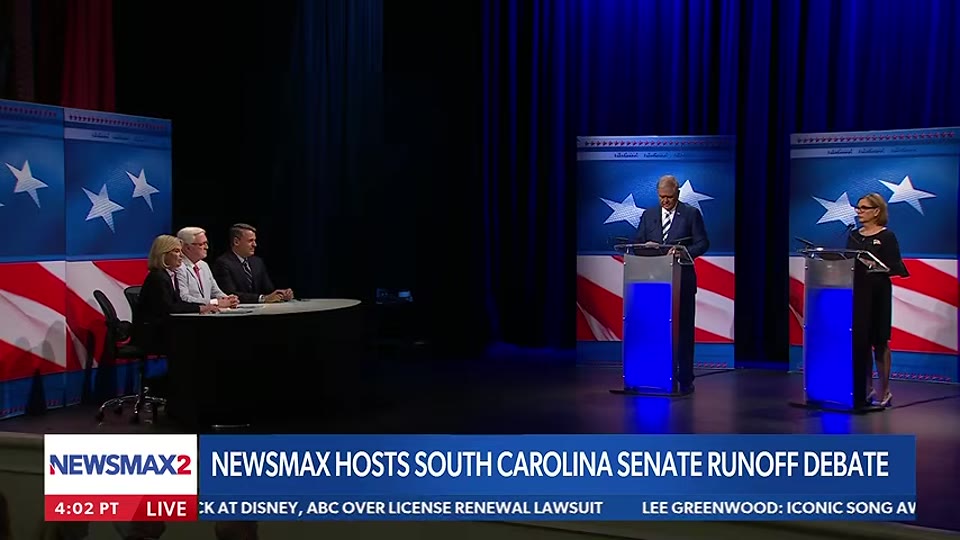 NEWSMAX2
NEWSMAX HOSTS SOUTH CAROLINA SENATE RUNOFF DEBATE
4:02 PT LIVE
CK AT DISNEY, ABC OVER LICENSE RENEWAL LAWSUIT LEE GREENWOOD: ICONIC SONG AW